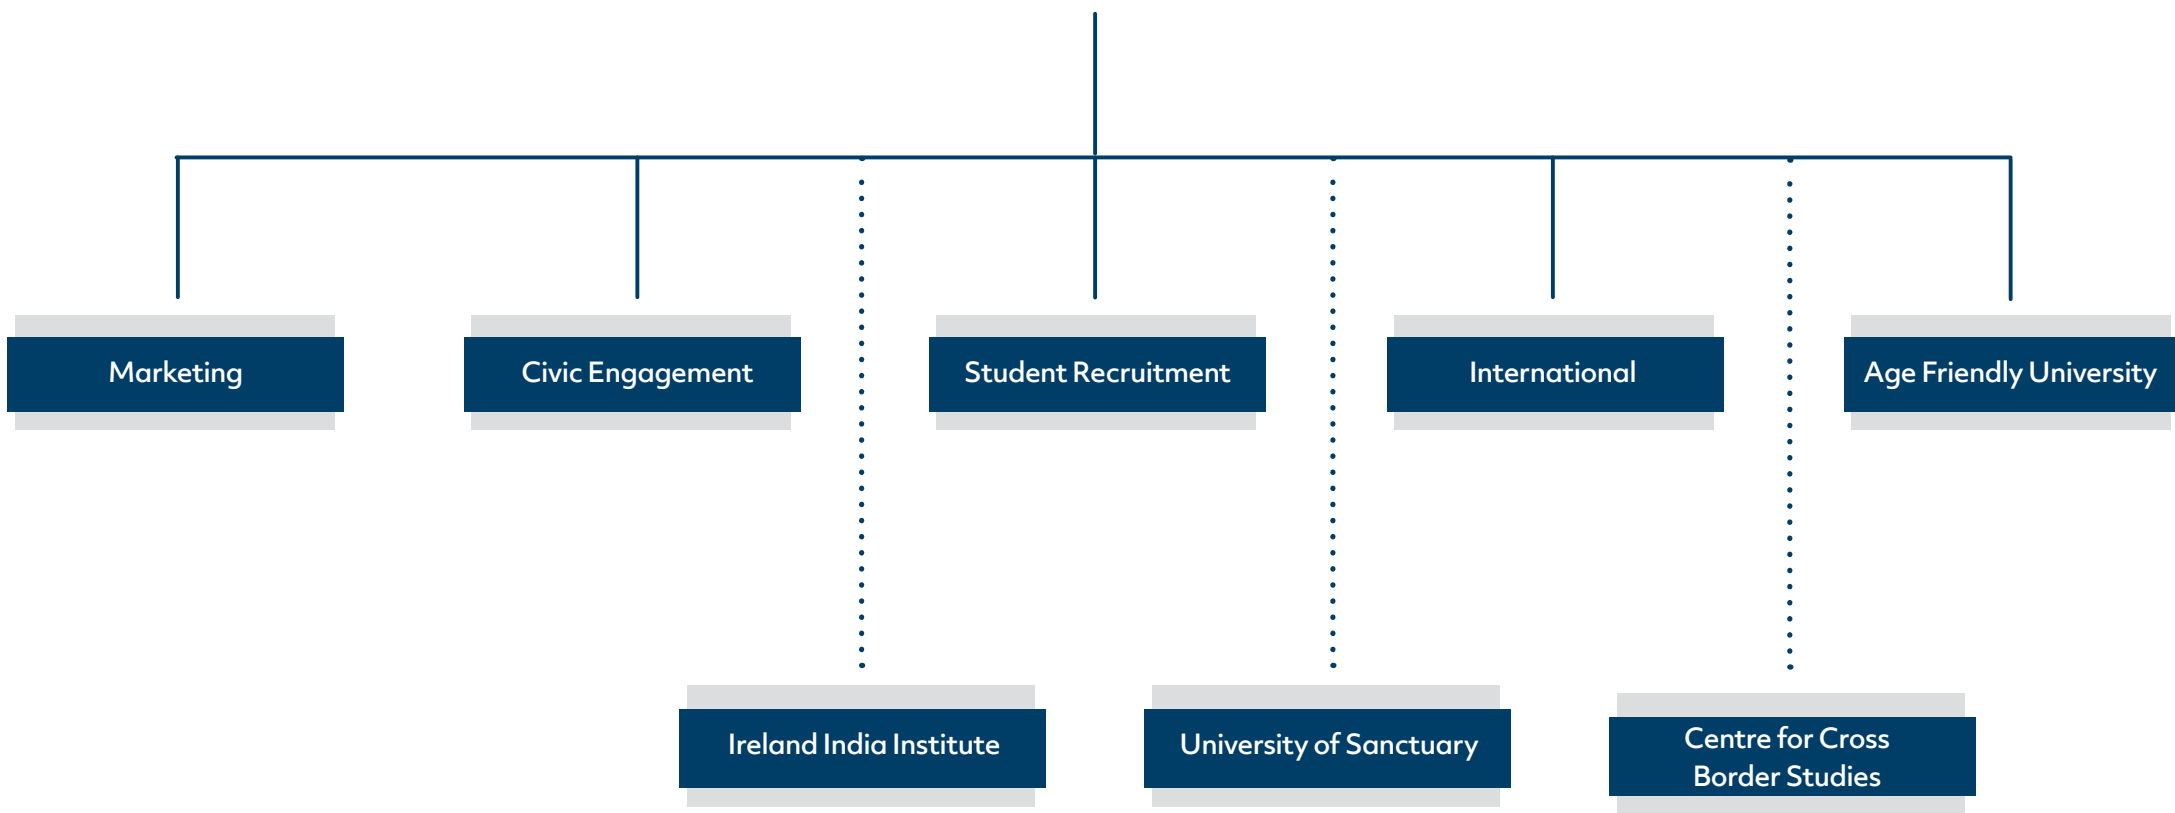 Marketing
Civic Engagement
Student Recruitment
International
Age Friendly University
Ireland India Institute
University of Sanctuary
Centre for Cross
Border Studies